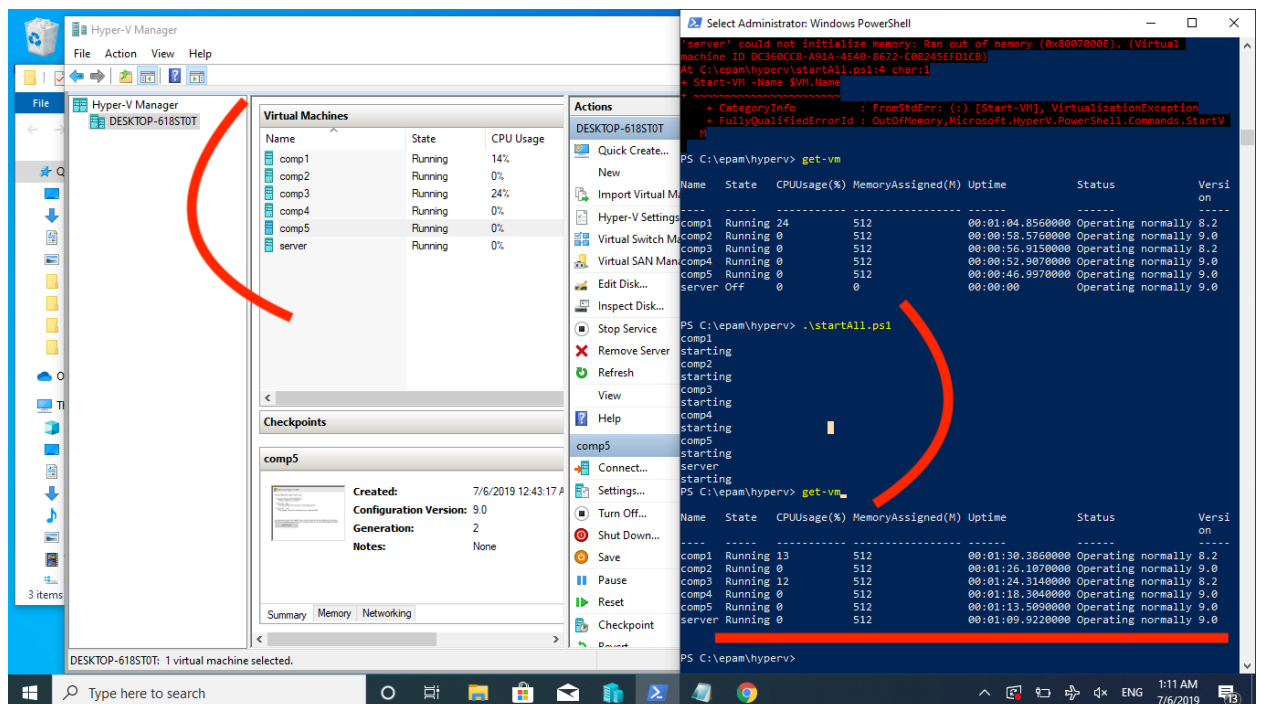 Hyper-V Manager
File Action View Help
File
Hyper-V Manager
DESKTOP-618ST0T
3 items
Virtual Machines
Name State CPU Usage
comp1 Running 14%
comp2 Running 0%
comp3 Running 24%
comp4 Running 0%
comp5 Running 0%
server Running 0%
Checkpoints
comp5
Created: 7/6/2019 12:43:17 A
Configuration Version: 9.0
Generation: 2
Notes: None
Summary Memory Networking
DESKTOP-618ST0T: 1 virtual machine selected.
Actions
DESKTOP-618ST0T
Quick Create...
New
Import Virtual Ma
Hyper-V Settings
Virtual Switch M
Virtual SAN Man
Edit Disk...
Inspect Disk...
Stop Service
Remove Server
Refresh
View
Help
comp5
Connect...
Settings...
Turn Off...
Shut Down...
Save
Pause
Reset
Checkpoint
Revert
Select Administrator: Windows PowerShell
'server' could not initialize memory: Ran out of memory (0x8007000E). (Virtual
machine ID DC360CC8-A91A-4E40-8672-C08245EFD1CB)
At C:\epam\hyperv\startAll.ps1:4 char:1
+ Start-VM -Name $VM.Name
+ ~~~~~~~~~~~~~~~~~~~~~~~
+ CategoryInfo : FromStdErr: (:) [Start-VM], VirtualizationException
+ FullyQualifiedErrorId : OutOfMemory,Microsoft.HyperV.PowerShell.Commands.StartV
M
PS C:\epam\hyperv> get-vm
Name State CPUUsage(%) MemoryAssigned(M) Uptime Status Versi
on
---- ----- ----------- ----------------- ------ ------ -----
comp1 Running 24 512 00:01:04.8560000 Operating normally 8.2
comp2 Running 0 512 00:00:58.5760000 Operating normally 9.0
comp3 Running 0 512 00:00:56.9150000 Operating normally 8.2
comp4 Running 0 512 00:00:52.9070000 Operating normally 9.0
comp5 Running 0 512 00:00:46.9970000 Operating normally 9.0
server Off 0 0 00:00:00 Operating normally 9.0
PS C:\epam\hyperv> .\startAll.ps1
comp1
starting
comp2
starting
comp3
starting
comp4
starting
comp5
starting
server
starting
PS C:\epam\hyperv> get-vm
Name State CPUUsage(%) MemoryAssigned(M) Uptime Status Versi
on
---- ----- ----------- ----------------- ------ ------ -----
comp1 Running 13 512 00:01:30.3860000 Operating normally 8.2
comp2 Running 0 512 00:01:26.1070000 Operating normally 9.0
comp3 Running 12 512 00:01:24.3140000 Operating normally 8.2
comp4 Running 0 512 00:01:18.3040000 Operating normally 9.0
comp5 Running 0 512 00:01:13.5090000 Operating normally 9.0
server Running 0 512 00:01:09.9220000 Operating normally 9.0
PS C:\epam\hyperv>
Type here to search
ENG
1:11 AM
7/6/2019
13